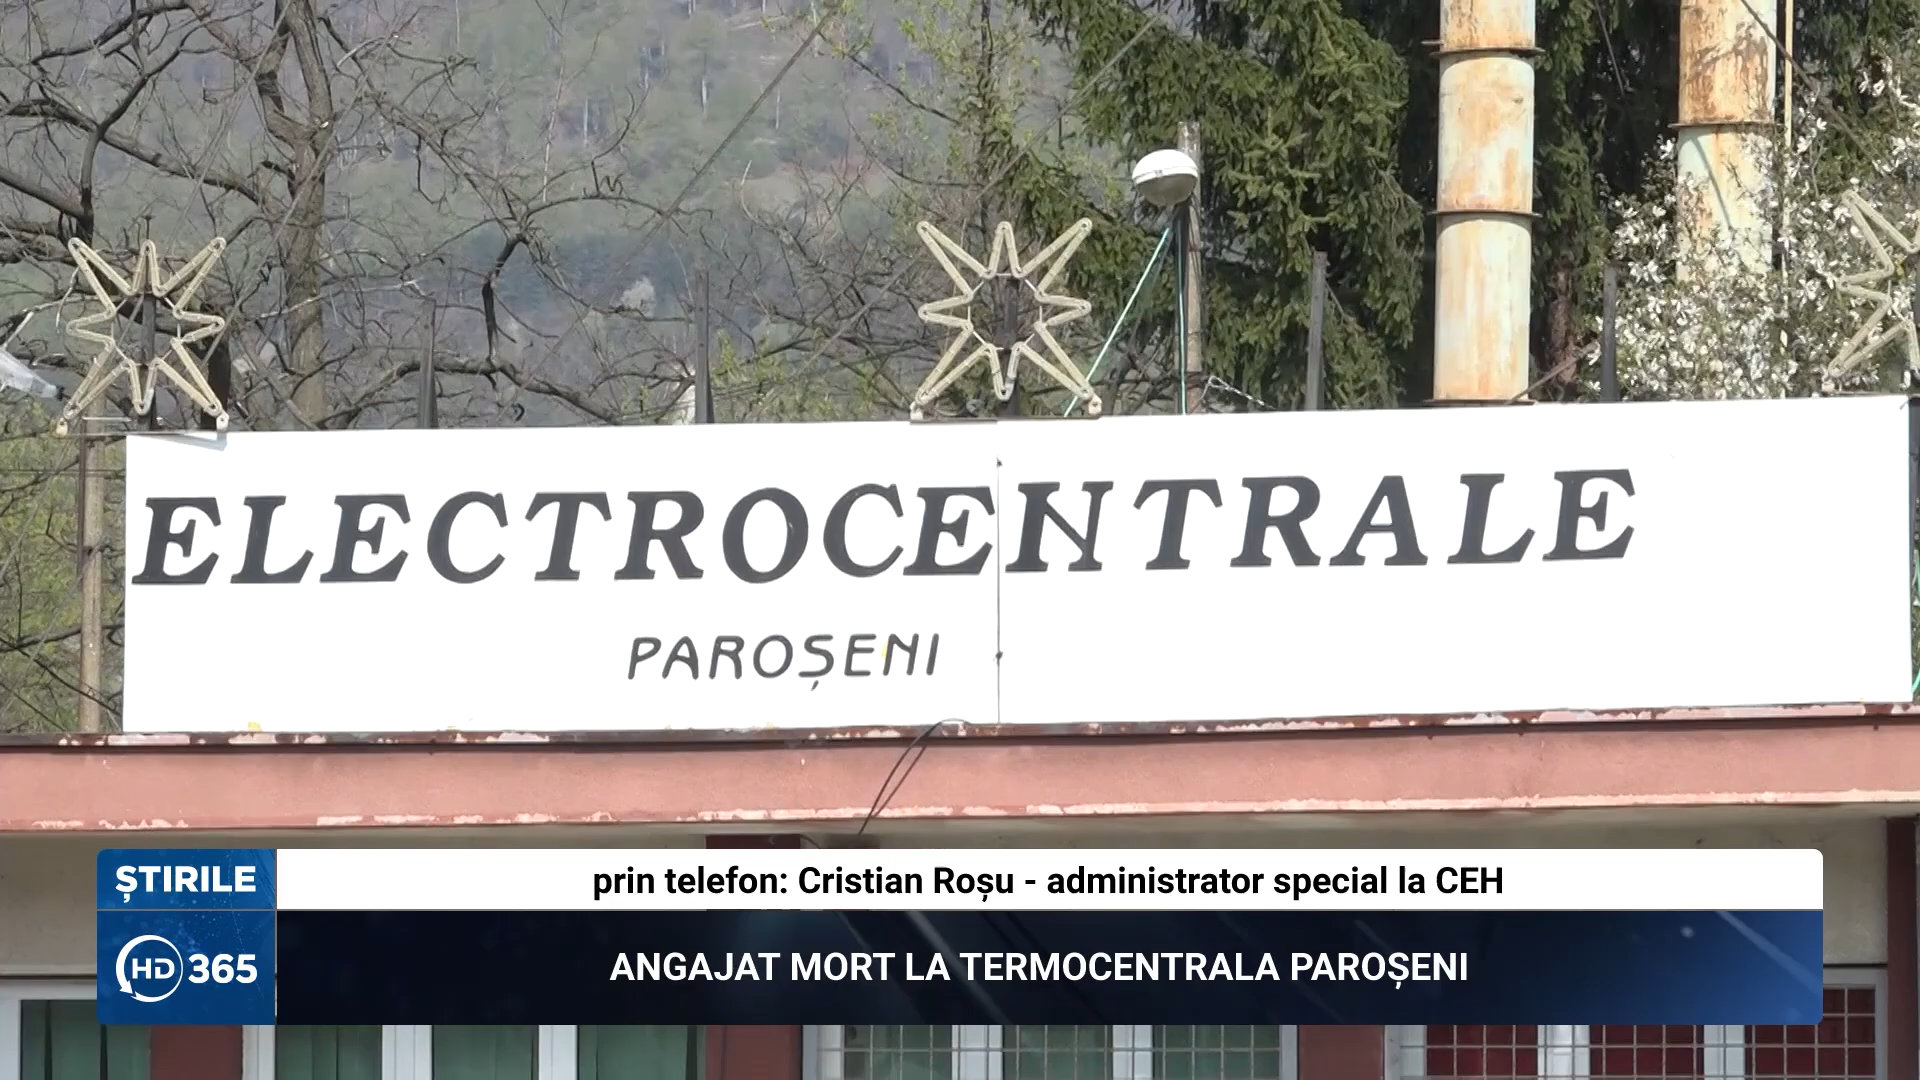 ELECTROCENTRALE
PAROȘENI
ȘTIRILE
prin telefon: Cristian Roșu - administrator special la CEH
HD 365
ANGAJAT MORT LA TERMOCENTRALA PAROȘENI